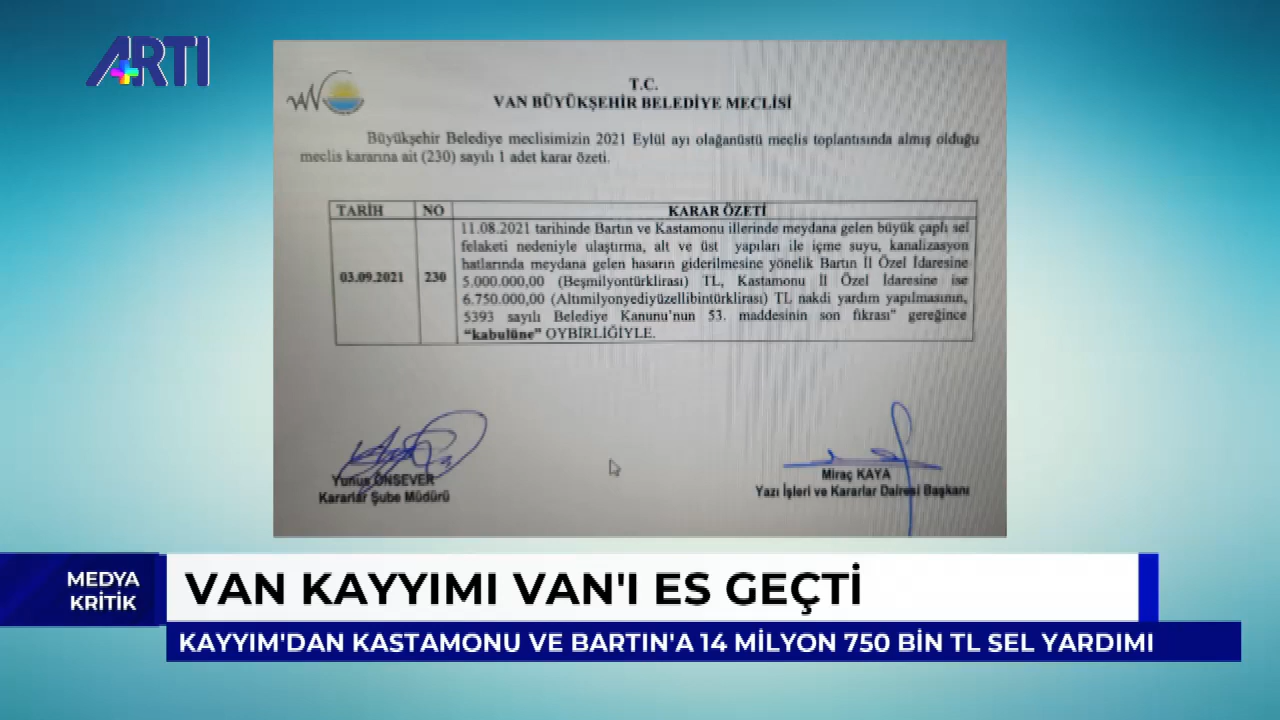 ARTI
VAN
T.C.
VAN BÜYÜKŞEHİR BELEDİYE MECLİSİ
Büyükşehir Belediye meclisimizin 2021 Eylül ayı olağanüstü meclis toplantısında almış olduğu
meclis kararına ait (230) sayılı 1 adet karar özeti.
TARİH NO KARAR ÖZETİ
11.08.2021 tarihinde Bartın ve Kastamonu illerinde meydana gelen büyük çaplı sel
felaketi nedeniyle ulaştırma, alt ve üst yapıları ile içme suyu, kanalizasyon
hatlarında meydana gelen hasarın giderilmesine yönelik Bartın İl Özel İdaresine
03.09.2021 230 5.000.000,00 (Beşmilyontürklirası) TL, Kastamonu İl Özel İdaresine ise
6.750.000,00 (Altımilyonyediyüzellibintürklirası) TL nakdi yardım yapılmasının,
5393 sayılı Belediye Kanunu'nun 53. maddesinin son fıkrası" gereğince
"kabulüne" OYBİRLİĞİYLE.
Yunus ÖNSEVER
Kararlar Şube Müdürü
Miraç KAYA
Yazı İşleri ve Kararlar Dairesi Başkanı
MEDYA
KRİTİK
VAN KAYYIMI VAN'I ES GEÇTİ
KAYYIM'DAN KASTAMONU VE BARTIN'A 14 MİLYON 750 BİN TL SEL YARDIMI